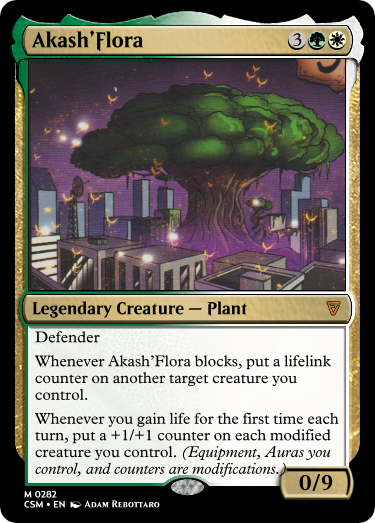 Akash'Flora 3
Legendary Creature — Plant
Defender
Whenever Akash'Flora blocks, put a lifelink
counter on another target creature you
control.
Whenever you gain life for the first time each
turn, put a +1/+1 counter on each modified
creature you control. (Equipment, Auras you
control, and counters are modifications.)
0/9
M 0282
CSM • EN Adam Rebottaro